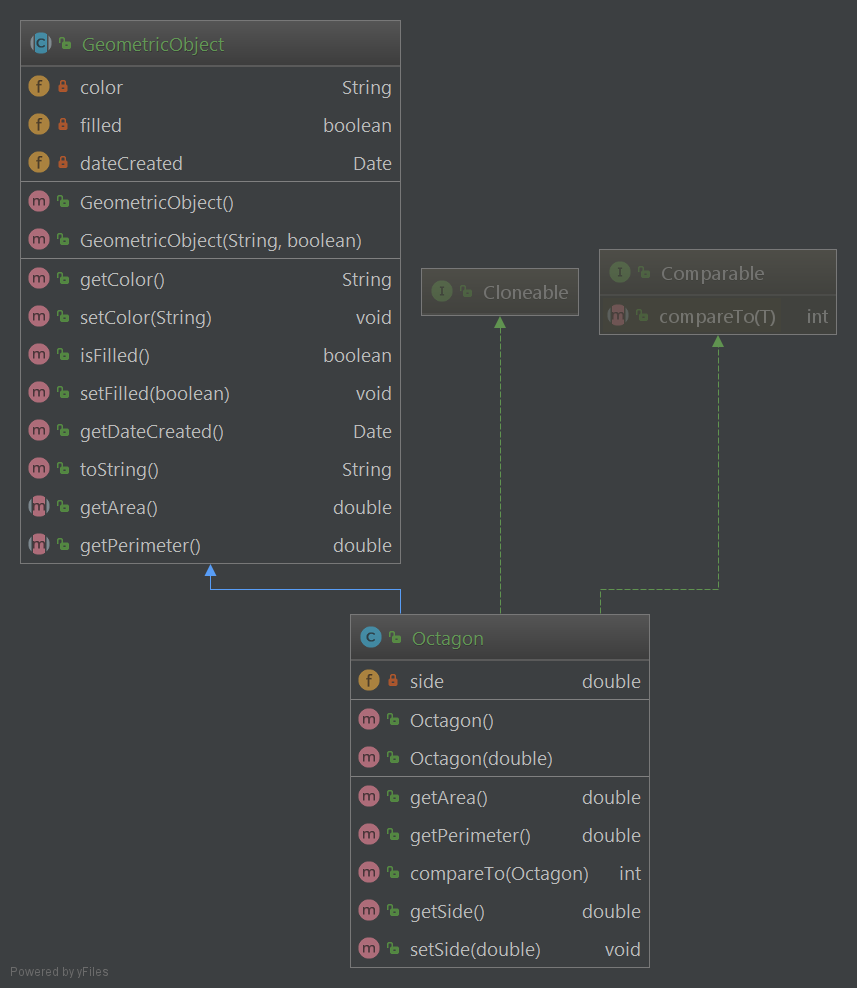 GeometricObject
color String
filled boolean
dateCreated Date
GeometricObject()
GeometricObject(String, boolean)
getColor() String
setColor(String) void
isFilled() boolean
setFilled(boolean) void
getDateCreated() Date
toString() String
getArea() double
getPerimeter() double
Cloneable
Comparable
compareTo(T) int
Octagon
side double
Octagon()
Octagon(double)
getArea() double
getPerimeter() double
compareTo(Octagon) int
getSide() double
setSide(double) void
Powered by yFiles